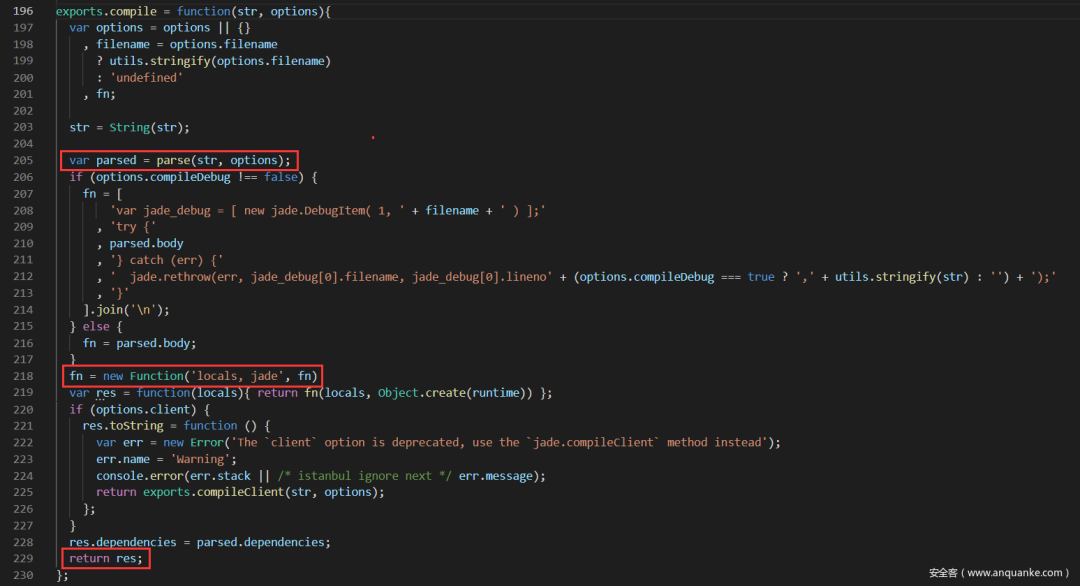 196 exports.compile = function(str, options){
197   var options = options || {}
198     , filename = options.filename
199     ? utils.stringify(options.filename)
200     : 'undefined'
201     , fn;
202
203   str = String(str);
204
205   var parsed = parse(str, options);
206   if (options.compileDebug !== false) {
207     fn = [
208         'var jade_debug = [ new jade.DebugItem( 1, ' + filename + ' ) ];'
209       , 'try {'
210       , parsed.body
211       , '} catch (err) {'
212       , '  jade.rethrow(err, jade_debug[0].filename, jade_debug[0].lineno' + (options.compileDebug === true ? ',' + utils.stringify(str) : '') + ');'
213       , '}'
214     ].join('\n');
215   } else {
216     fn = parsed.body;
217   }
218   fn = new Function('locals, jade', fn)
219   var res = function(locals){ return fn(locals, Object.create(runtime)) };
220   if (options.client) {
221     res.toString = function () {
222       var err = new Error('The `client` option is deprecated, use the `jade.compileClient` method instead');
223       err.name = 'Warning';
224       console.error(err.stack || /* istanbul ignore next */ err.message);
225       return exports.compileClient(str, options);
226     };
227   }
228   res.dependencies = parsed.dependencies;
229   return res;
230 };
安全客（www.anquanke.com）